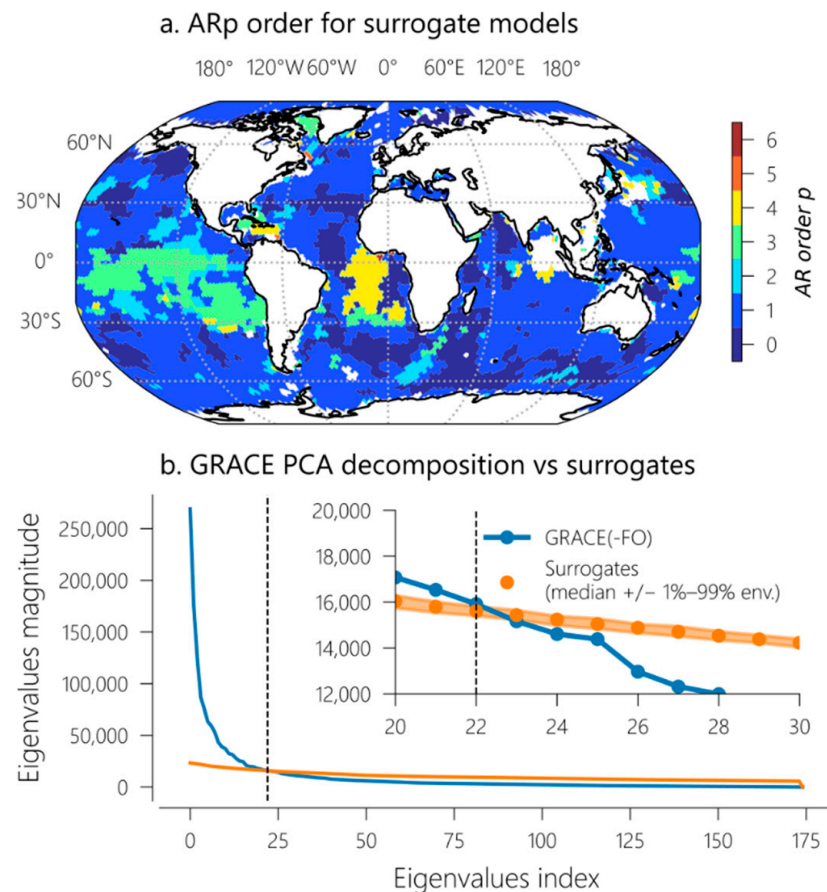 a. ARp order for surrogate models
180° 120°W 60°W 0° 60°E 120°E 180°
60°N
30°N
0°
30°S
60°S
6
5
4
3
2
1
0
AR order p
b. GRACE PCA decomposition vs surrogates
250,000
200,000
150,000
100,000
50,000
0
Eigenvalues magnitude
20,000
18,000
16,000
14,000
12,000
GRACE(-FO)
Surrogates
(median +/− 1%–99% env.)
20 22 24 26 28 30
0 25 50 75 100 125 150 175
Eigenvalues index